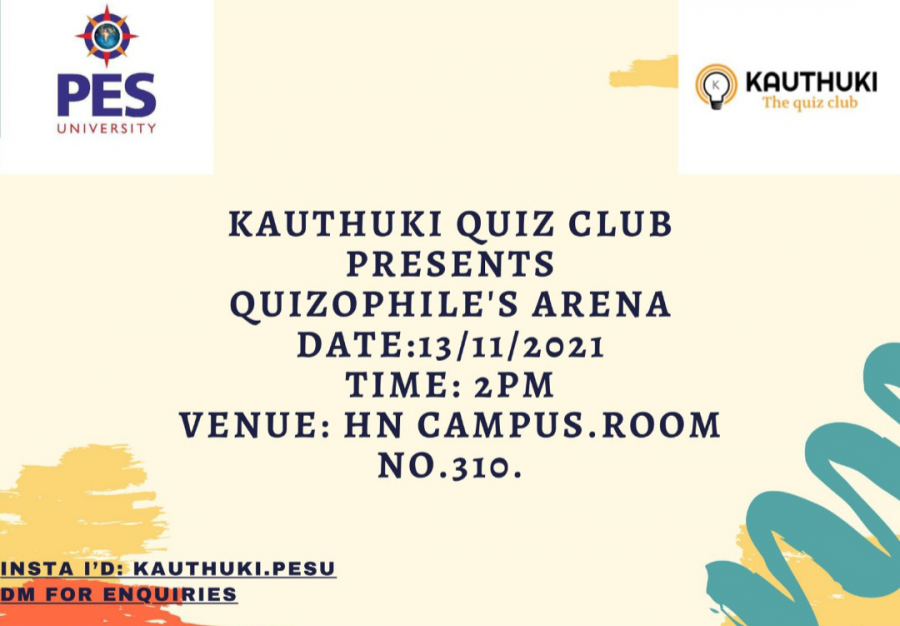 PES
UNIVERSITY
K
KAUTHUKI
The quiz club
KAUTHUKI QUIZ CLUB
PRESENTS
QUIZOPHILE'S ARENA
DATE:13/11/2021
TIME: 2PM
VENUE: HN CAMPUS.ROOM
NO.310.
INSTA I'D: KAUTHUKI.PESU
DM FOR ENQUIRIES